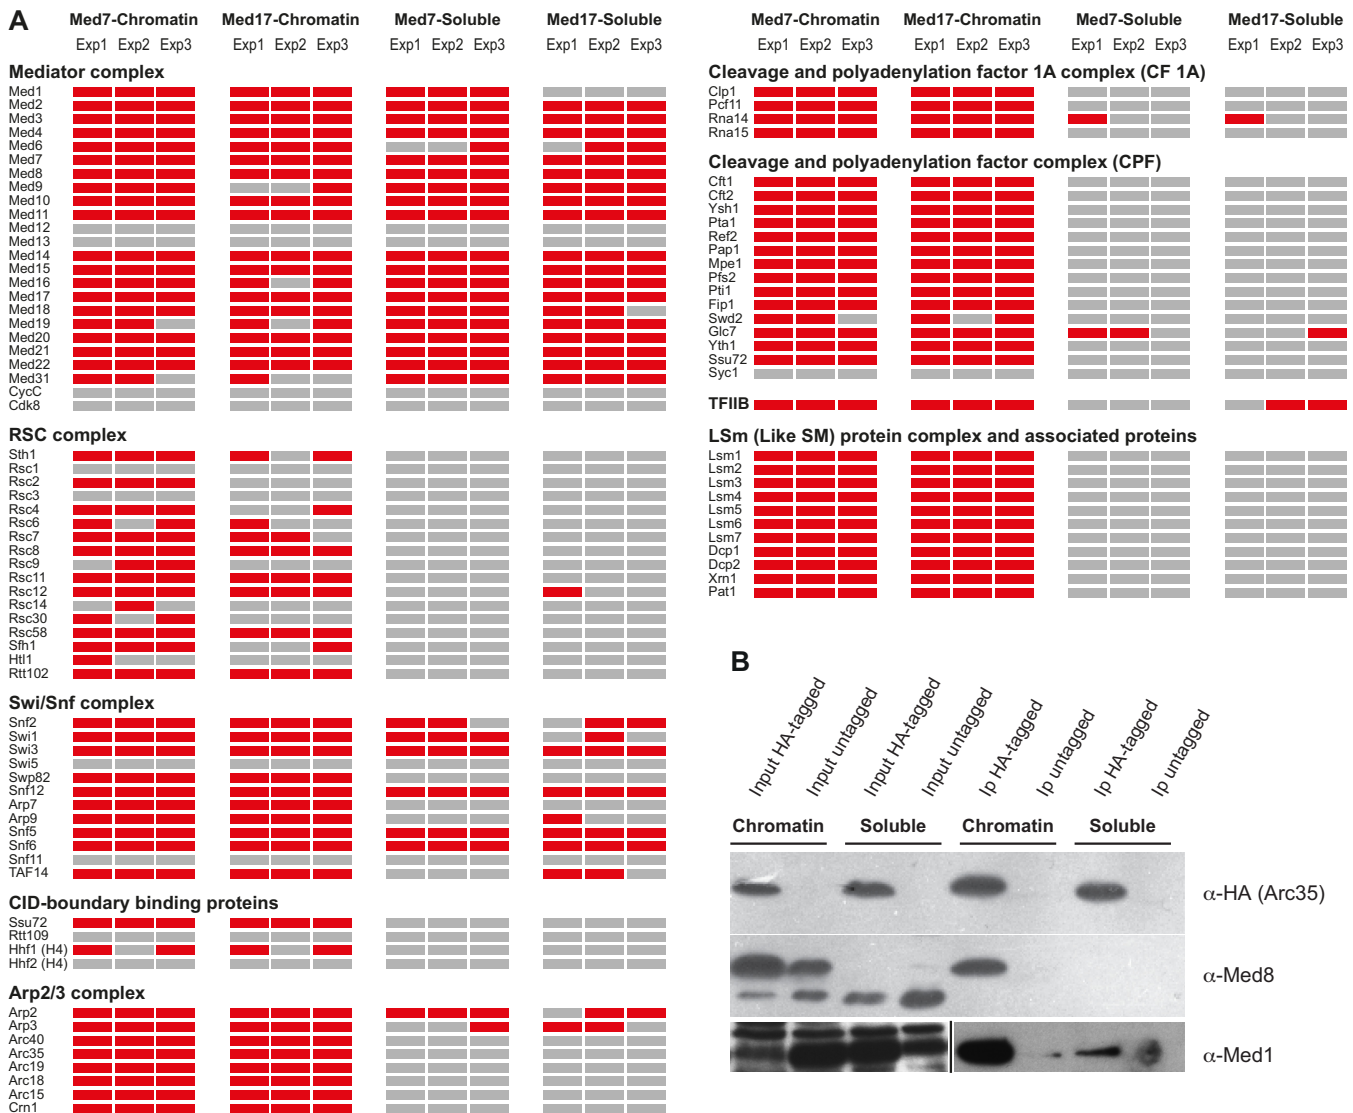 A
Med7-Chromatin Med17-Chromatin Med7-Soluble Med17-Soluble
Exp1 Exp2 Exp3 Exp1 Exp2 Exp3 Exp1 Exp2 Exp3 Exp1 Exp2 Exp3
Mediator complex
Med1
Med2
Med3
Med4
Med6
Med7
Med8
Med9
Med10
Med11
Med12
Med13
Med14
Med15
Med16
Med17
Med18
Med19
Med20
Med21
Med22
Med31
CycC
Cdk8
RSC complex
Sth1
Rsc1
Rsc2
Rsc3
Rsc4
Rsc6
Rsc7
Rsc8
Rsc9
Rsc11
Rsc12
Rsc14
Rsc30
Rsc58
Sfh1
Htl1
Rtt102
Swi/Snf complex
Snf2
Swi1
Swi3
Swi5
Swp82
Snf12
Arp7
Arp9
Snf5
Snf6
Snf11
TAF14
CID-boundary binding proteins
Ssu72
Rtt109
Hhf1 (H4)
Hhf2 (H4)
Arp2/3 complex
Arp2
Arp3
Arc40
Arc35
Arc19
Arc18
Arc15
Crn1
Med7-Chromatin Med17-Chromatin Med7-Soluble Med17-Soluble
Exp1 Exp2 Exp3 Exp1 Exp2 Exp3 Exp1 Exp2 Exp3 Exp1 Exp2 Exp3
Cleavage and polyadenylation factor 1A complex (CF 1A)
Clp1
Pcf11
Rna14
Rna15
Cleavage and polyadenylation factor complex (CPF)
Cft1
Cft2
Ysh1
Pta1
Ref2
Pap1
Mpe1
Pfs2
Pti1
Fip1
Swd2
Glc7
Yth1
Ssu72
Syc1
TFIIB
LSm (Like SM) protein complex and associated proteins
Lsm1
Lsm2
Lsm3
Lsm4
Lsm5
Lsm6
Lsm7
Dcp1
Dcp2
Xrn1
Pat1
B
Input HA-tagged
Input untagged
Input HA-tagged
Input untagged
Ip HA-tagged
Ip untagged
Ip HA-tagged
Ip untagged
Chromatin Soluble Chromatin Soluble
α-HA (Arc35)
α-Med8
α-Med1